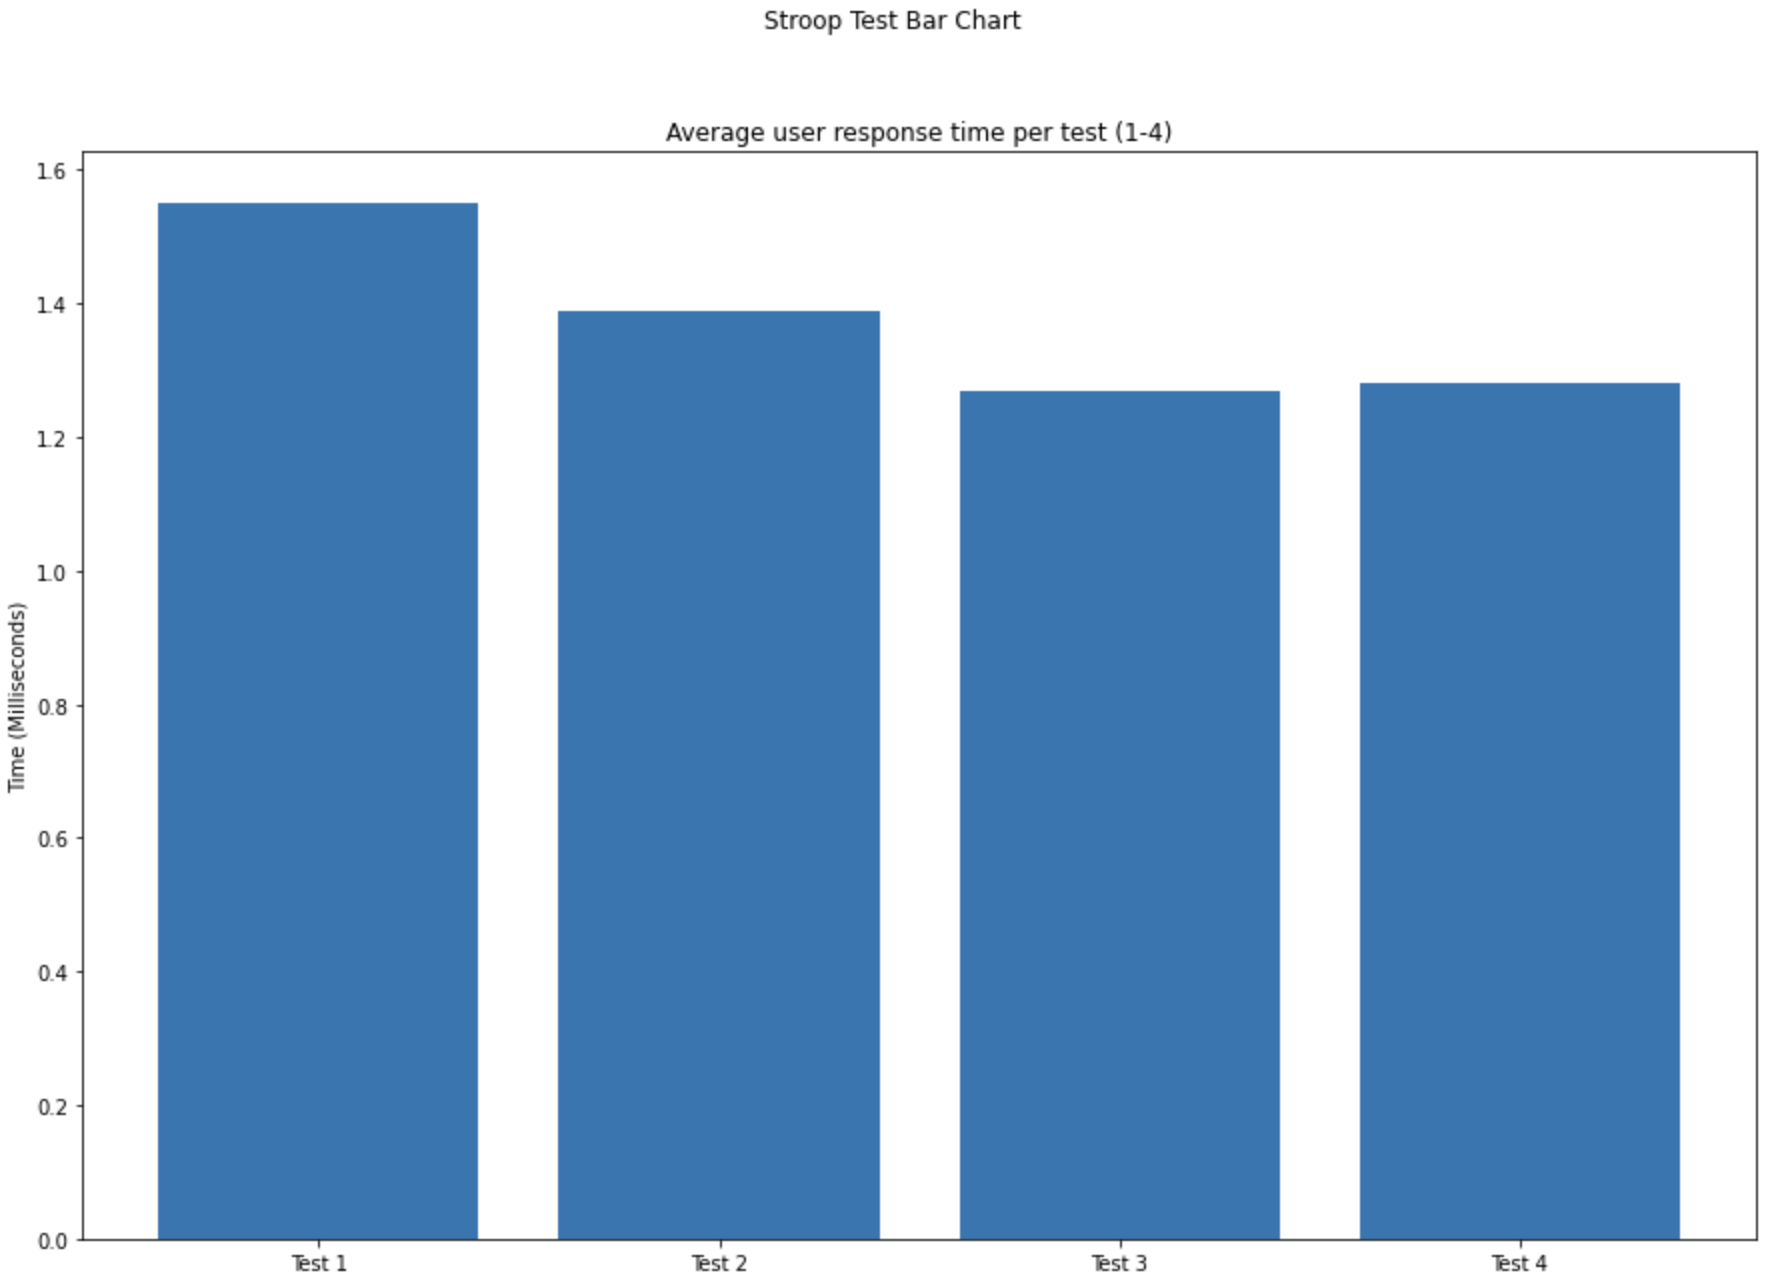 Stroop Test Bar Chart
Average user response time per test (1-4)
Time (Milliseconds)
1.6
1.4
1.2
1.0
0.8
0.6
0.4
0.2
0.0
Test 1 Test 2 Test 3 Test 4